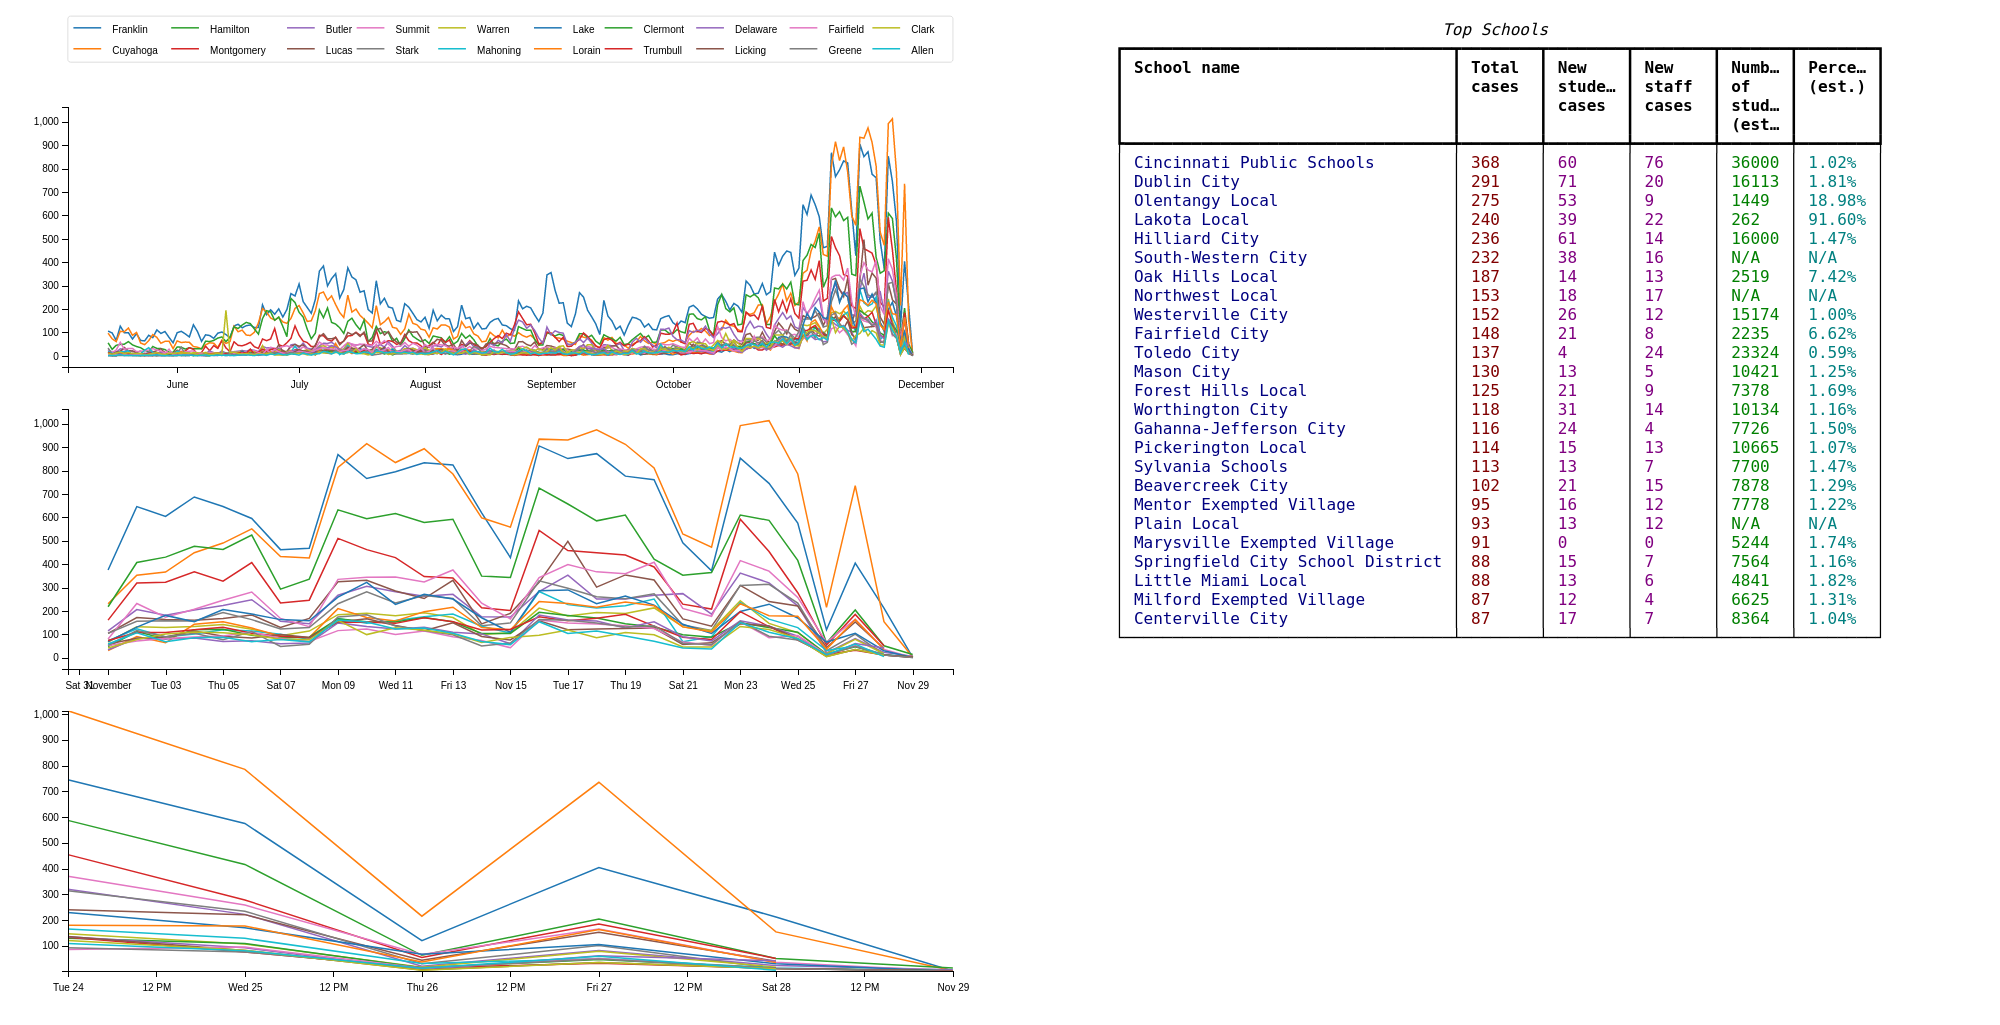 Franklin Hamilton Butler Summit Warren Lake Clermont Delaware Fairfield Clark
Cuyahoga Montgomery Lucas Stark Mahoning Lorain Trumbull Licking Greene Allen
1,000
900
800
700
600
500
400
300
200
100
0
June July August September October November December
1,000
900
800
700
600
500
400
300
200
100
0
Sat 31 November Tue 03 Thu 05 Sat 07 Mon 09 Wed 11 Fri 13 Nov 15 Tue 17 Thu 19 Sat 21 Mon 23 Wed 25 Fri 27 Nov 29
1,000
900
800
700
600
500
400
300
200
100
Tue 24 12 PM Wed 25 12 PM Thu 26 12 PM Fri 27 12 PM Sat 28 12 PM Nov 29
Top Schools
School name Total New New Numb… Perce…
cases stude… staff of (est.)
cases cases stud…
(est…
Cincinnati Public Schools 368 60 76 36000 1.02%
Dublin City 291 71 20 16113 1.81%
Olentangy Local 275 53 9 1449 18.98%
Lakota Local 240 39 22 262 91.60%
Hilliard City 236 61 14 16000 1.47%
South-Western City 232 38 16 N/A N/A
Oak Hills Local 187 14 13 2519 7.42%
Northwest Local 153 18 17 N/A N/A
Westerville City 152 26 12 15174 1.00%
Fairfield City 148 21 8 2235 6.62%
Toledo City 137 4 24 23324 0.59%
Mason City 130 13 5 10421 1.25%
Forest Hills Local 125 21 9 7378 1.69%
Worthington City 118 31 14 10134 1.16%
Gahanna-Jefferson City 116 24 4 7726 1.50%
Pickerington Local 114 15 13 10665 1.07%
Sylvania Schools 113 13 7 7700 1.47%
Beavercreek City 102 21 15 7878 1.29%
Mentor Exempted Village 95 16 12 7778 1.22%
Plain Local 93 13 12 N/A N/A
Marysville Exempted Village 91 0 0 5244 1.74%
Springfield City School District 88 15 7 7564 1.16%
Little Miami Local 88 13 6 4841 1.82%
Milford Exempted Village 87 12 4 6625 1.31%
Centerville City 87 17 7 8364 1.04%